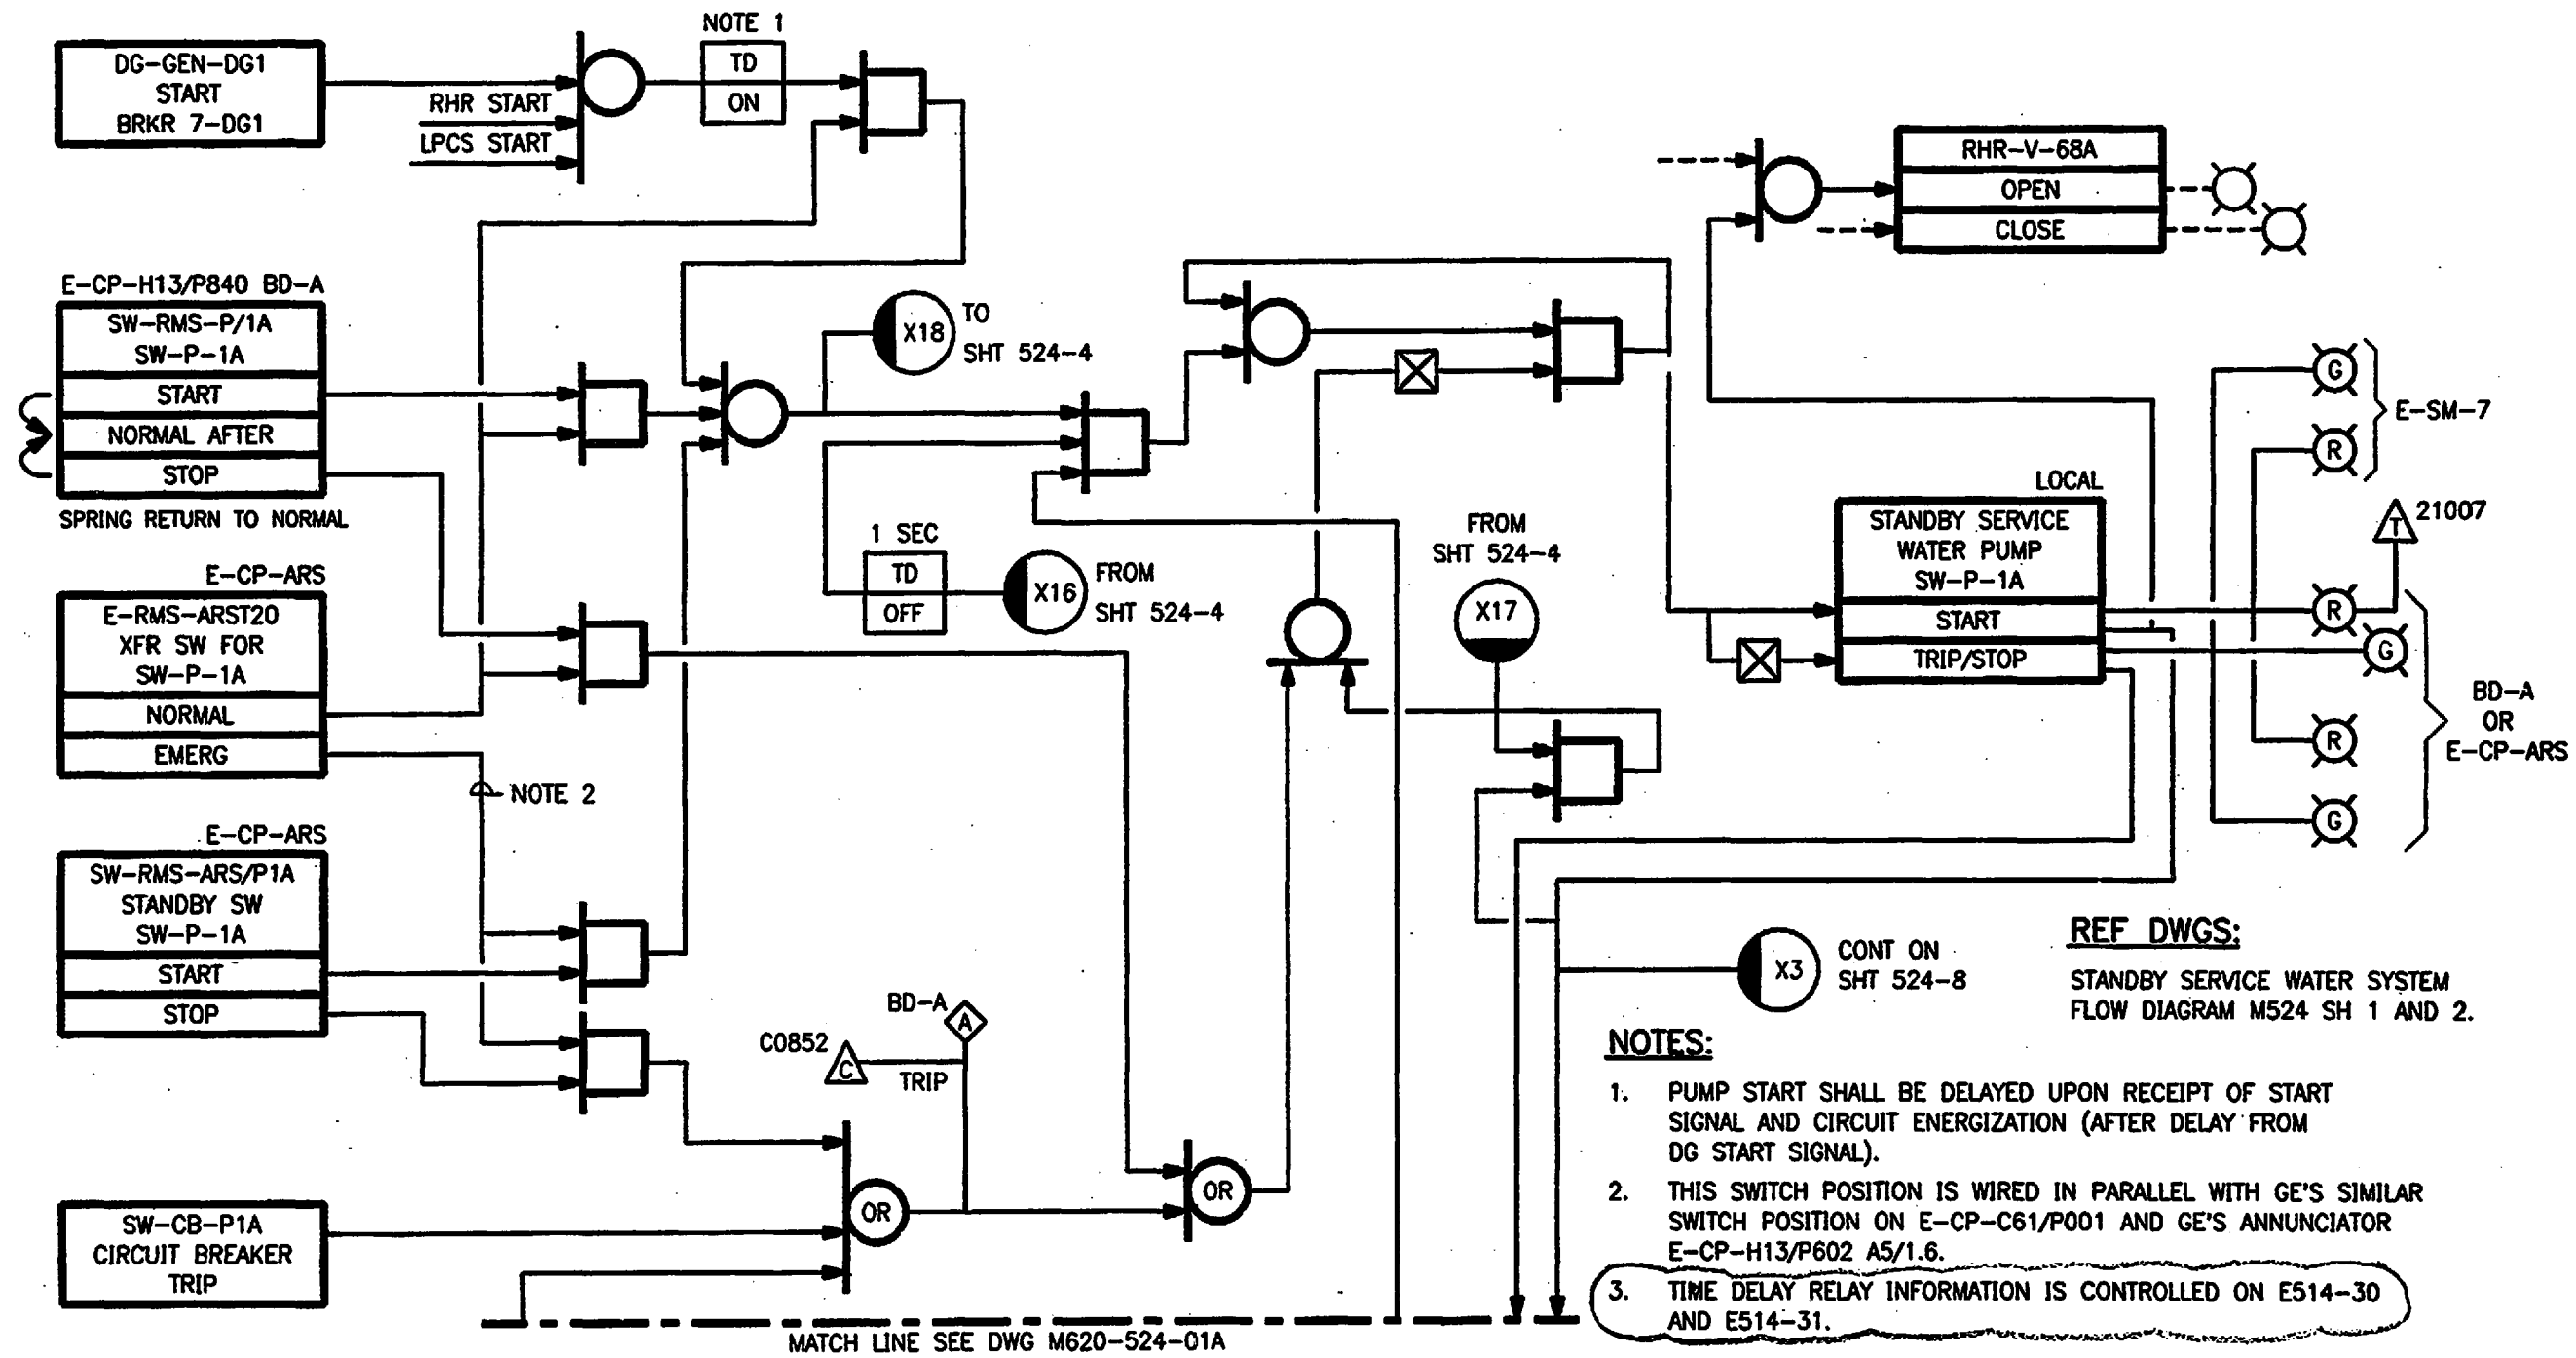 NOTE 1
DG-GEN-DG1
START
BRKR 7-DG1
TD
ON
RHR START
LPCS START
RHR-V-68A
OPEN
CLOSE
E-CP-H13/P840 BD-A
SW-RMS-P/1A
SW-P-1A
START
NORMAL AFTER
STOP
SPRING RETURN TO NORMAL
X18
TO
SHT 524-4
G
R
E-SM-7
1 SEC
TD
OFF
X16
FROM
SHT 524-4
FROM
SHT 524-4
X17
LOCAL
STANDBY SERVICE
WATER PUMP
SW-P-1A
START
TRIP/STOP
T
21007
R
G
R
G
BD-A
OR
E-CP-ARS
E-CP-ARS
E-RMS-ARST20
XFR SW FOR
SW-P-1A
NORMAL
EMERG
NOTE 2
E-CP-ARS
SW-RMS-ARS/P1A
STANDBY SW
SW-P-1A
START
STOP
BD-A
A
C0852
C
TRIP
OR
OR
SW-CB-P1A
CIRCUIT BREAKER
TRIP
X3
CONT ON
SHT 524-8
REF DWGS:
STANDBY SERVICE WATER SYSTEM
FLOW DIAGRAM M524 SH 1 AND 2.
NOTES:
1. PUMP START SHALL BE DELAYED UPON RECEIPT OF START
SIGNAL AND CIRCUIT ENERGIZATION (AFTER DELAY FROM
DG START SIGNAL).
2. THIS SWITCH POSITION IS WIRED IN PARALLEL WITH GE'S SIMILAR
SWITCH POSITION ON E-CP-C61/P001 AND GE'S ANNUNCIATOR
E-CP-H13/P602 A5/1.6.
3. TIME DELAY RELAY INFORMATION IS CONTROLLED ON E514-30
AND E514-31.
MATCH LINE SEE DWG M620-524-01A